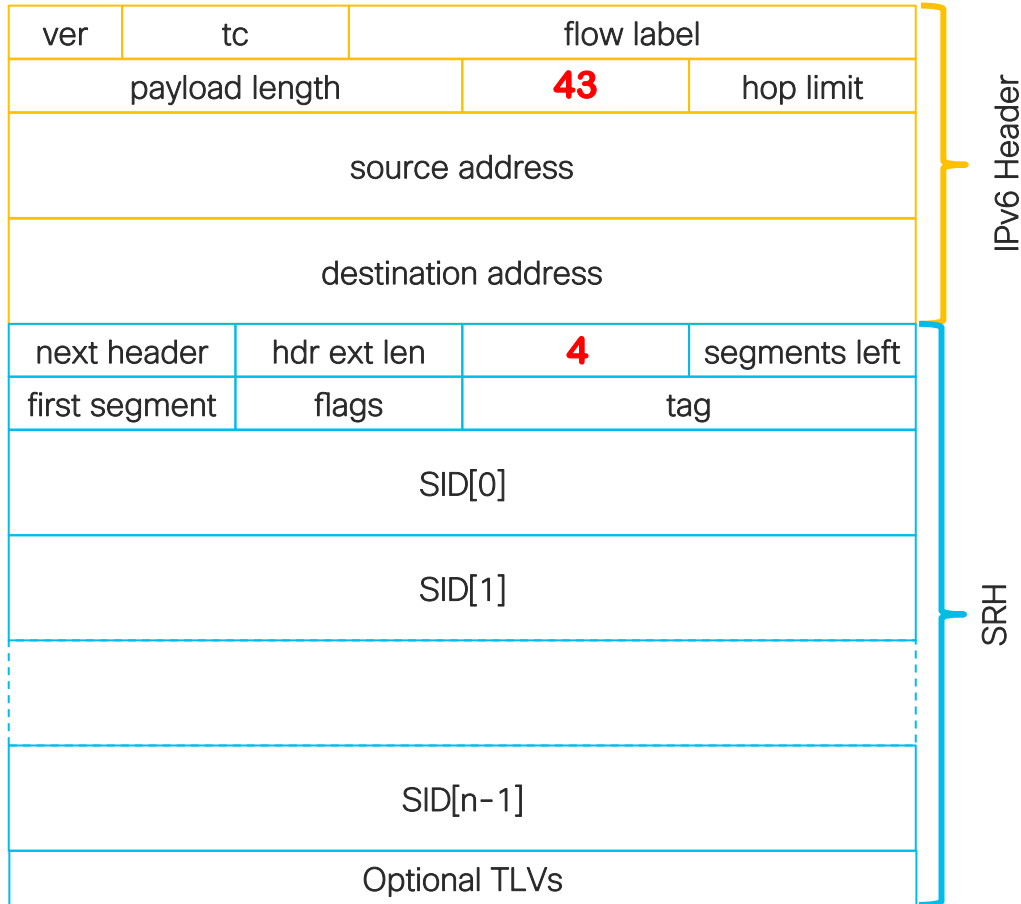 ver tc flow label
payload length 43 hop limit
source address
destination address
IPv6 Header
next header hdr ext len 4 segments left
first segment flags tag
SID[0]
SID[1]
SID[n-1]
Optional TLVs
SRH